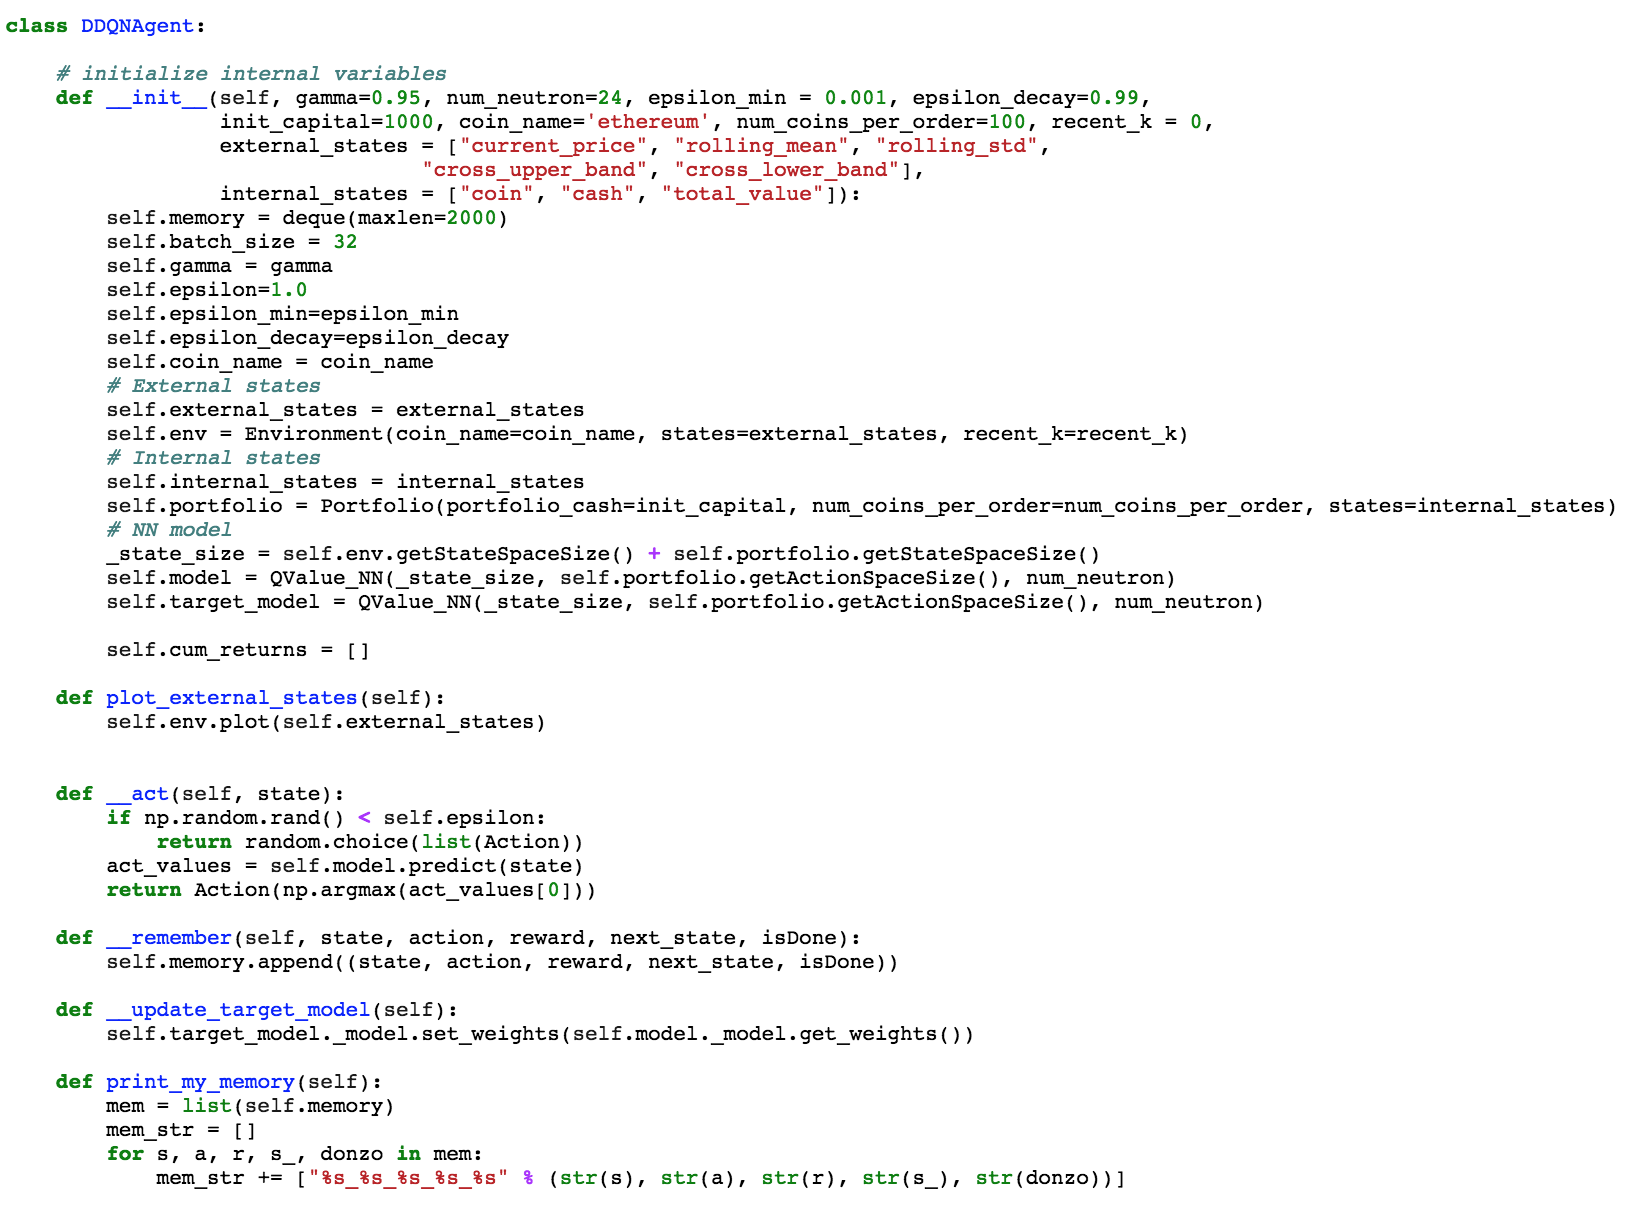 class DDQNAgent:
    # initialize internal variables
    def __init__(self, gamma=0.95, num_neutron=24, epsilon_min = 0.001, epsilon_decay=0.99,
                 init_capital=1000, coin_name='ethereum', num_coins_per_order=100, recent_k = 0,
                 external_states = ["current_price", "rolling_mean", "rolling_std",
                                 "cross_upper_band", "cross_lower_band"],
                 internal_states = ["coin", "cash", "total_value"]):
        self.memory = deque(maxlen=2000)
        self.batch_size = 32
        self.gamma = gamma
        self.epsilon=1.0
        self.epsilon_min=epsilon_min
        self.epsilon_decay=epsilon_decay
        self.coin_name = coin_name
        # External states
        self.external_states = external_states
        self.env = Environment(coin_name=coin_name, states=external_states, recent_k=recent_k)
        # Internal states
        self.internal_states = internal_states
        self.portfolio = Portfolio(portfolio_cash=init_capital, num_coins_per_order=num_coins_per_order, states=internal_states)
        # NN model
        _state_size = self.env.getStateSpaceSize() + self.portfolio.getStateSpaceSize()
        self.model = QValue_NN(_state_size, self.portfolio.getActionSpaceSize(), num_neutron)
        self.target_model = QValue_NN(_state_size, self.portfolio.getActionSpaceSize(), num_neutron)
        self.cum_returns = []
    def plot_external_states(self):
        self.env.plot(self.external_states)
    def __act(self, state):
        if np.random.rand() < self.epsilon:
            return random.choice(list(Action))
        act_values = self.model.predict(state)
        return Action(np.argmax(act_values[0]))
    def __remember(self, state, action, reward, next_state, isDone):
        self.memory.append((state, action, reward, next_state, isDone))
    def __update_target_model(self):
        self.target_model._model.set_weights(self.model._model.get_weights())
    def print_my_memory(self):
        mem = list(self.memory)
        mem_str = []
        for s, a, r, s_, donzo in mem:
            mem_str += ["%s_%s_%s_%s_%s" % (str(s), str(a), str(r), str(s_), str(donzo))]